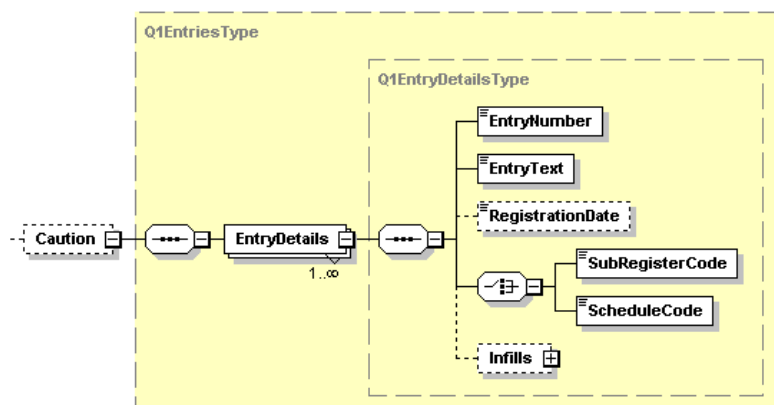 Q1EntriesType
Q1EntryDetailsType
EntryNumber
EntryText
RegistrationDate
Caution
EntryDetails
1..∞
SubRegisterCode
ScheduleCode
Infills